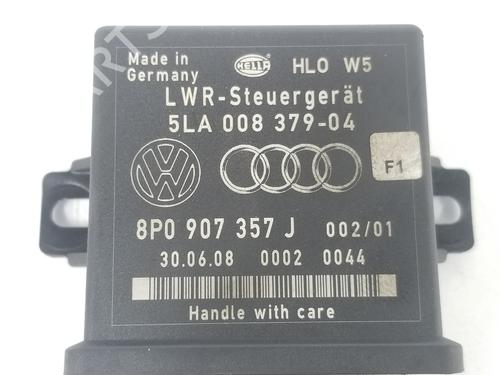 Made in
Germany
HELLA
HLO W5
LWR-Steuergerät
5LA 008 379-04
F1
VW
8P0 907 357 J 002/01
30.06.08 0002 0044
Handle with care